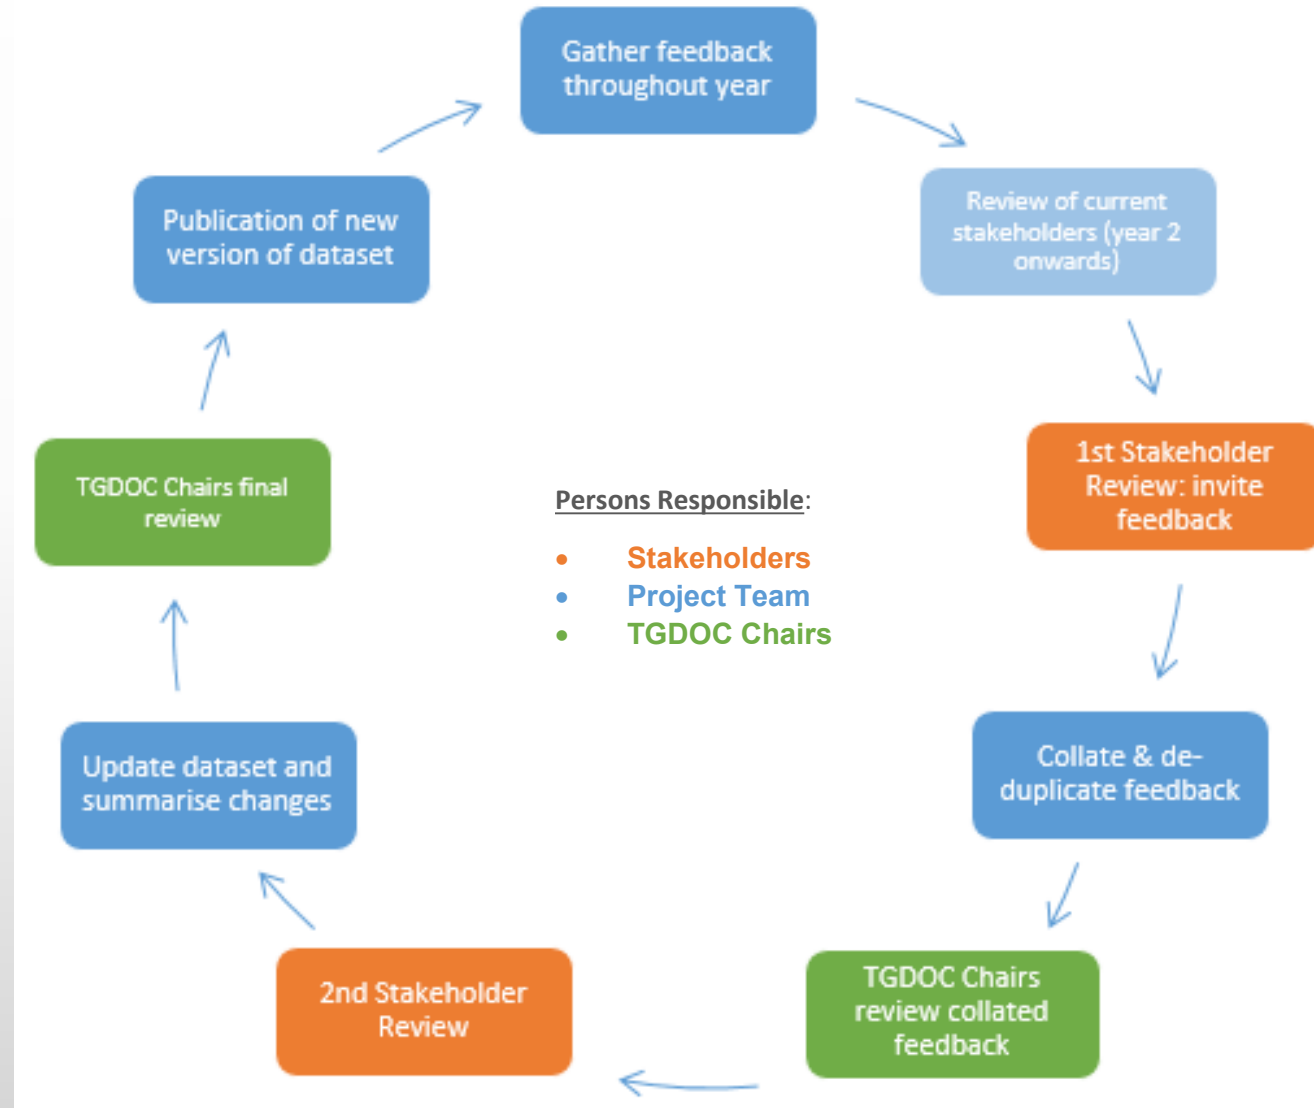 Gather feedback
throughout year
Review of current
stakeholders (year 2
onwards)
1st Stakeholder
Review: invite
feedback
Collate & de-
duplicate feedback
TGDOC Chairs
review collated
feedback
2nd Stakeholder
Review
Update dataset and
summarise changes
TGDOC Chairs final
review
Publication of new
version of dataset
Persons Responsible:
• Stakeholders
• Project Team
• TGDOC Chairs